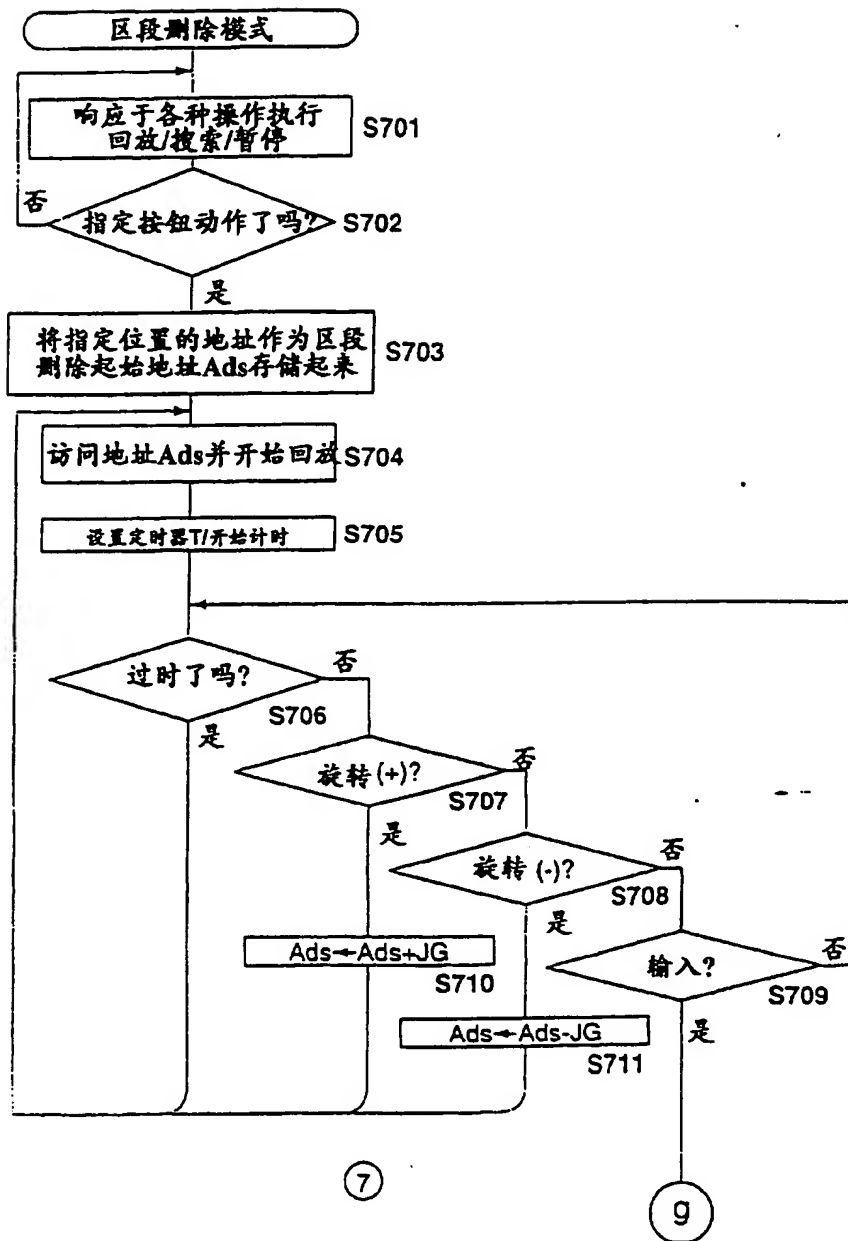 区段删除模式
响应于各种操作执行
回放/搜索/暂停
S701
否
指定按钮动作了吗?
S702
是
将指定位置的地址作为区段
删除起始地址Ads存储起来
S703
访问地址Ads并开始回放
S704
设置定时器T/开始计时
S705
过时了吗?
否
S706
是
旋转(+)?
否
S707
是
旋转(-)?
否
S708
是
Ads←Ads+JG
S710
输入?
否
S709
是
Ads←Ads-JG
S711
7
g